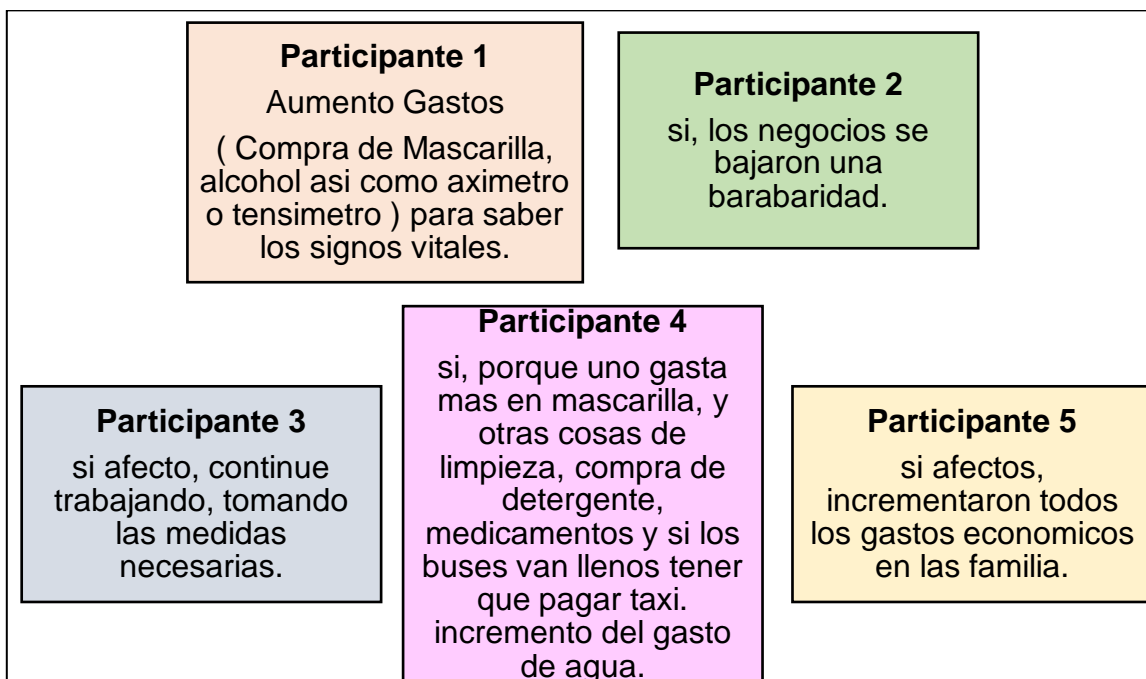 Participante 1
Aumento Gastos
( Compra de Mascarilla,
alcohol asi como aximetro
o tensimetro ) para saber
los signos vitales.
Participante 2
si, los negocios se
bajaron una
barabaridad.
Participante 3
si afecto, continue
trabajando, tomando
las medidas
necesarias.
Participante 4
si, porque uno gasta
mas en mascarilla, y
otras cosas de
limpieza, compra de
detergente,
medicamentos y si los
buses van llenos tener
que pagar taxi.
incremento del gasto
de agua.
Participante 5
si afectos,
incrementaron todos
los gastos economicos
en las familia.